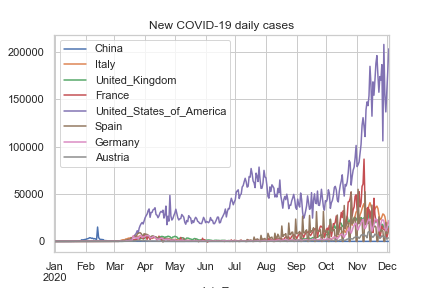 New COVID-19 daily cases
200000
150000
100000
50000
0
China
Italy
United_Kingdom
France
United_States_of_America
Spain
Germany
Austria
Jan Feb Mar Apr May Jun Jul Aug Sep Oct Nov Dec
2020